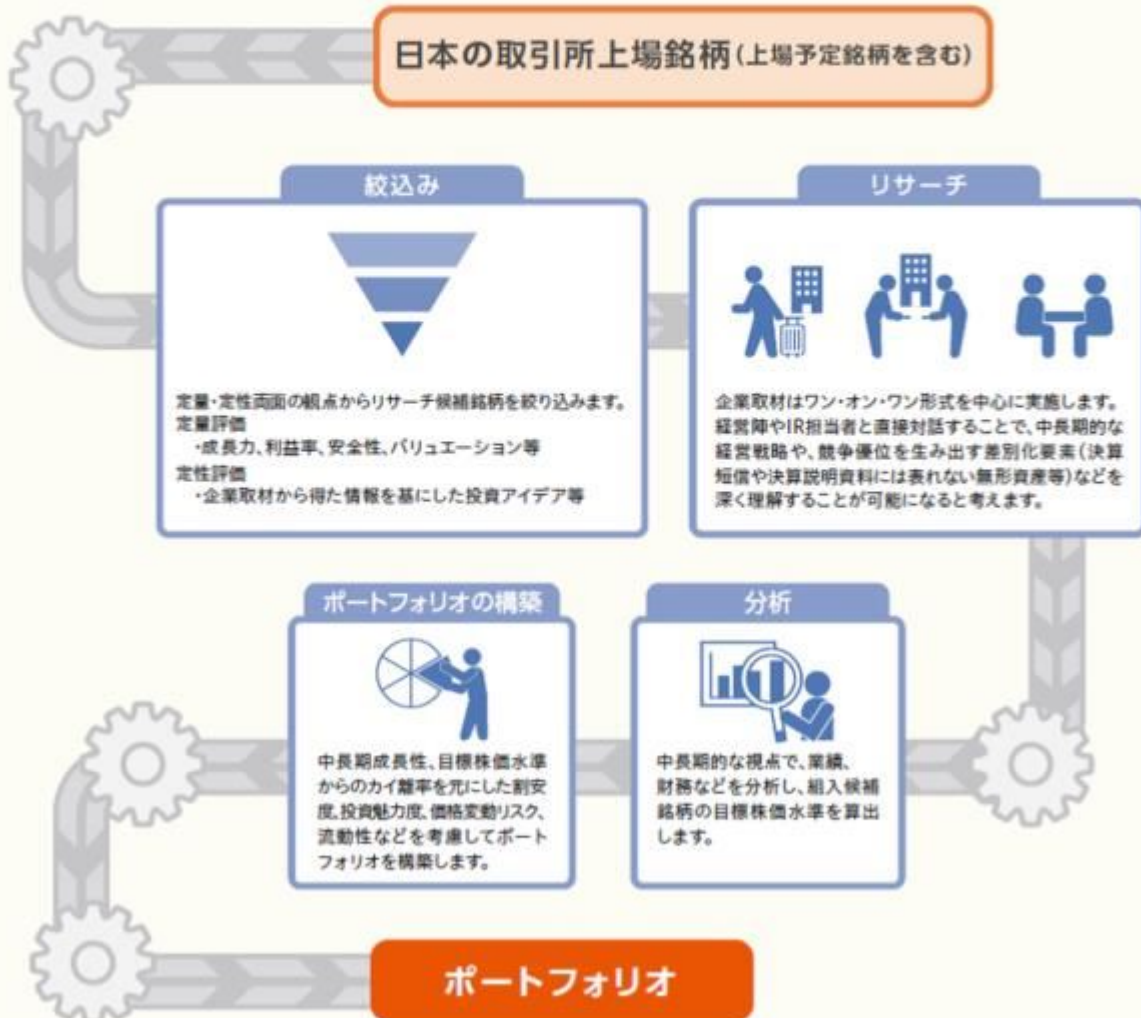 日本の取引所上場銘柄(上場予定銘柄を含む)
絞込み
定量・定性両面の観点からリサーチ候補銘柄を絞り込みます。
定量評価
・成長力、利益率、安全性、バリュエーション等
定性評価
・企業取材から得た情報を基にした投資アイデア等
リサーチ
企業取材はワン・オン・ワン形式を中心に実施します。
経営陣やIR担当者と直接対話することで、中長期的な
経営戦略や、競争優位を生み出す差別化要素(決算
短信や決算説明資料には表れない無形資産等)などを
深く理解することが可能になると考えます。
分析
中長期的な視点で、業績、
財務などを分析し、組入候補
銘柄の目標株価水準を算出
します。
ポートフォリオの構築
中長期成長性、目標株価水準
からのカイ離率を元にした割安
度、投資魅力度、価格変動リスク、
流動性などを考慮してポート
フォリオを構築します。
ポートフォリオ